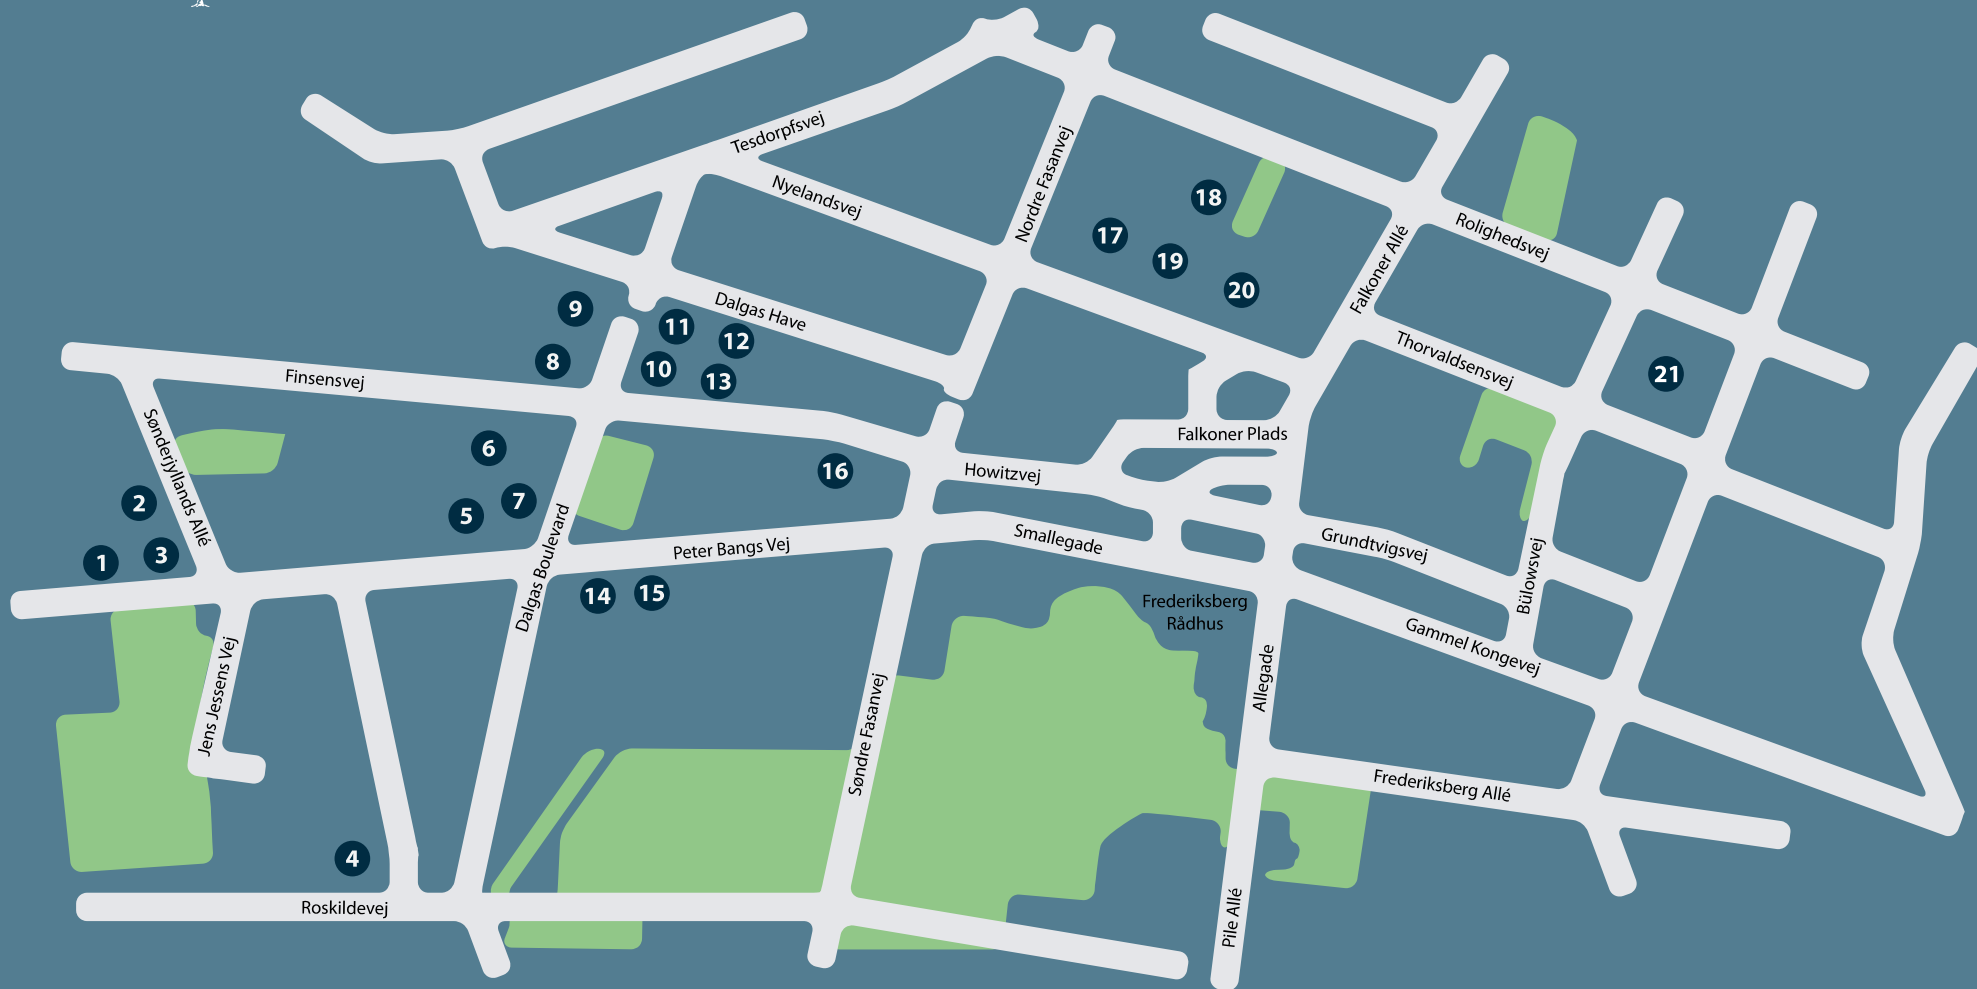 Tesdorpfsvej
Nyelandsvej
Nordre Fasanvej
18
17
19
20
Falkoner Allé
Rolighedsvej
Dalgas Have
9
11
12
8
10
13
Thorvaldsensvej
21
Finsensvej
Sønderjyllands Allé
Falkoner Plads
6
16
Howitzvej
2
5
7
Dalgas Boulevard
1
3
Peter Bangs Vej
Smallegade
Grundtvigsvej
Bülowsvej
14
15
Frederiksberg
Rådhus
Gammel Kongevej
Jens Jessens Vej
Søndre Fasanvej
Allegade
Frederiksberg Allé
4
Roskildevej
Pile Allé